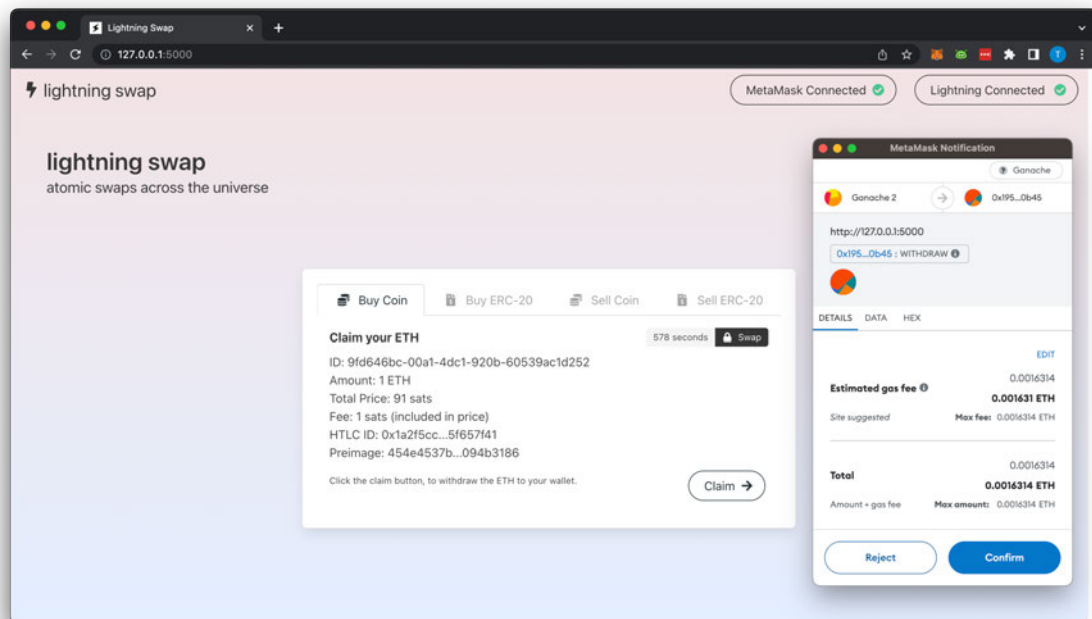 Lightning Swap
127.0.0.1:5000
T
lightning swap
MetaMask Connected
Lightning Connected
lightning swap
atomic swaps across the universe
Buy Coin
Buy ERC-20
Sell Coin
Sell ERC-20
Claim your ETH
578 seconds
Swap
ID: 9fd646bc-00a1-4dc1-920b-60539ac1d252
Amount: 1 ETH
Total Price: 91 sats
Fee: 1 sats (included in price)
HTLC ID: 0x1a2f5cc...5f657f41
Preimage: 454e4537b...094b3186
Click the claim button, to withdraw the ETH to your wallet.
Claim
MetaMask Notification
Ganache
Ganache 2
0x195...0b45
http://127.0.0.1:5000
0x195...0b45 : WITHDRAW
DETAILS
DATA
HEX
EDIT
0.0016314
Estimated gas fee
0.001631 ETH
Site suggested
Max fee: 0.0016314 ETH
0.0016314
Total
0.0016314 ETH
Amount + gas fee
Max amount: 0.0016314 ETH
Reject
Confirm